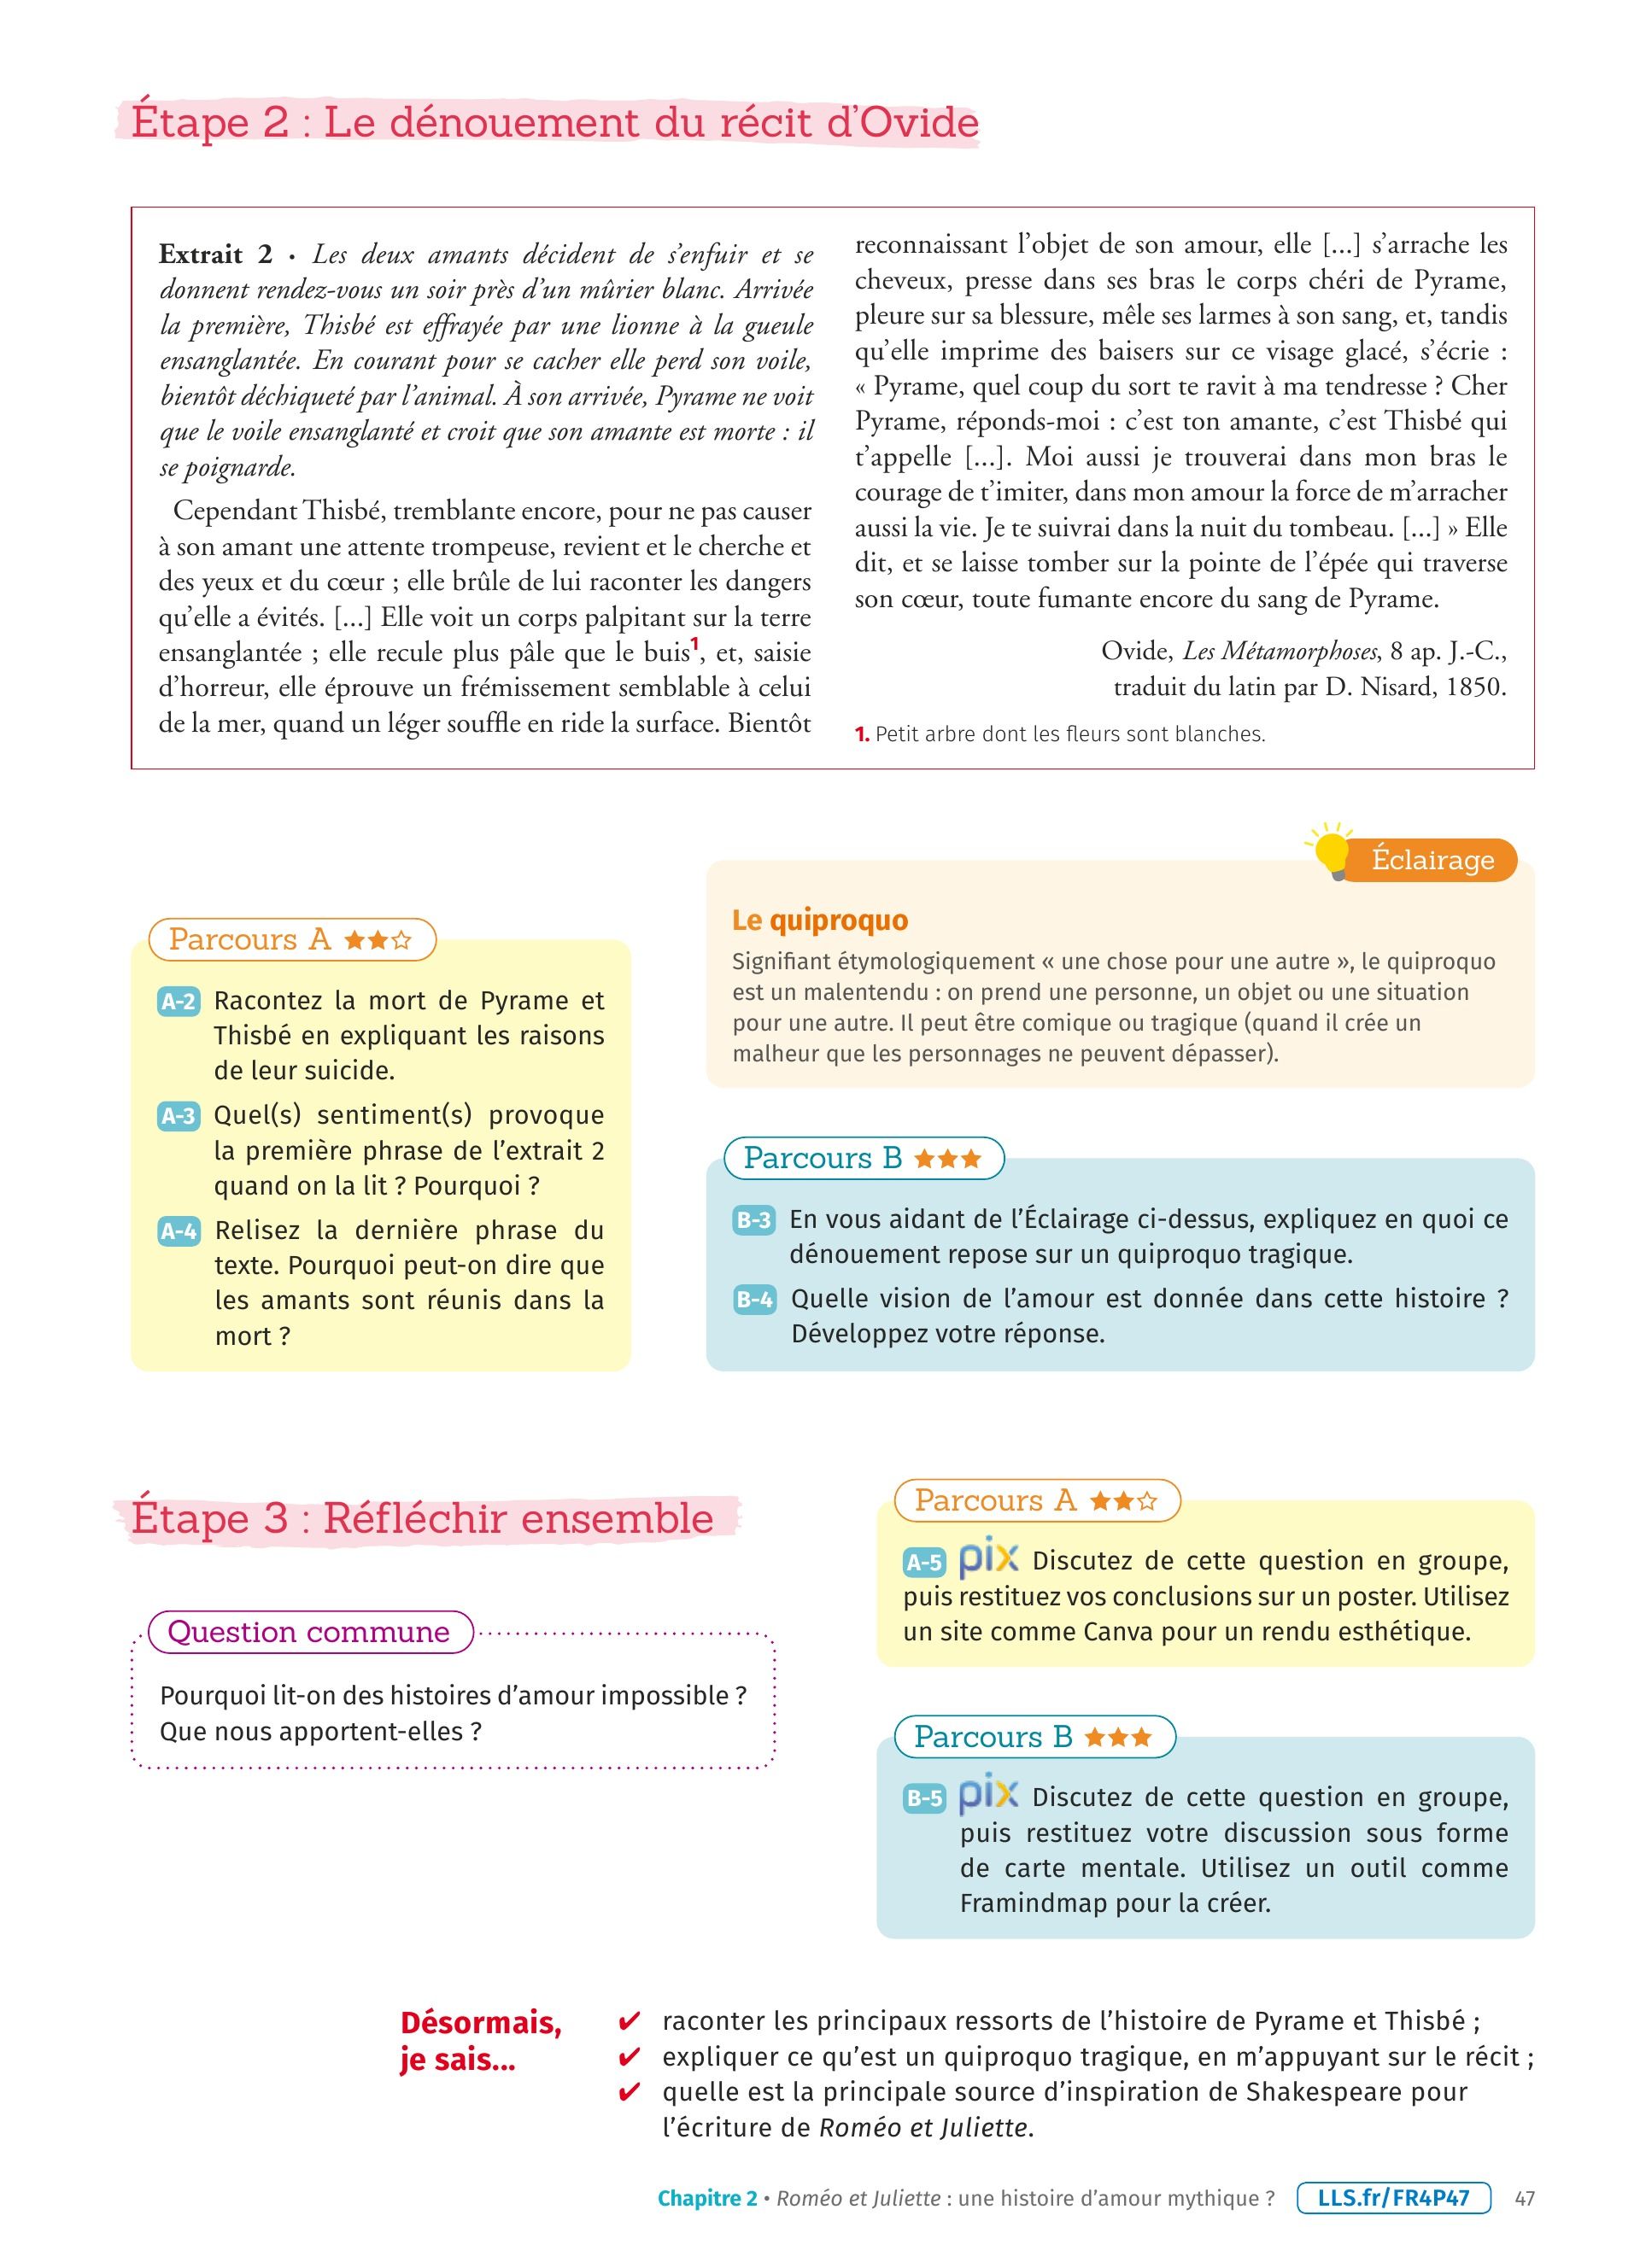 Étape 2 : Le dénouement du récit d’Ovide
Extrait 2 • Les deux amants décident de s’enfuir et se
donnent rendez-vous un soir près d’un mûrier blanc. Arrivée
la première, Thisbé est effrayée par une lionne à la gueule
ensanglantée. En courant pour se cacher elle perd son voile,
bientôt déchiqueté par l’animal. À son arrivée, Pyrame ne voit
que le voile ensanglanté et croit que son amante est morte : il
se poignarde.
Cependant Thisbé, tremblante encore, pour ne pas causer
à son amant une attente trompeuse, revient et le cherche et
des yeux et du cœur ; elle brûle de lui raconter les dangers
qu’elle a évités. [...] Elle voit un corps palpitant sur la terre
ensanglantée ; elle recule plus pâle que le buis1, et, saisie
d’horreur, elle éprouve un frémissement semblable à celui
de la mer, quand un léger souffle en ride la surface. Bientôt
reconnaissant l’objet de son amour, elle [...] s’arrache les
cheveux, presse dans ses bras le corps chéri de Pyrame,
pleure sur sa blessure, mêle ses larmes à son sang, et, tandis
qu’elle imprime des baisers sur ce visage glacé, s’écrie :
« Pyrame, quel coup du sort te ravit à ma tendresse ? Cher
Pyrame, réponds-moi : c’est ton amante, c’est Thisbé qui
t’appelle [...]. Moi aussi je trouverai dans mon bras le
courage de t’imiter, dans mon amour la force de m’arracher
aussi la vie. Je te suivrai dans la nuit du tombeau. [...] » Elle
dit, et se laisse tomber sur la pointe de l’épée qui traverse
son cœur, toute fumante encore du sang de Pyrame.
Ovide, Les Métamorphoses, 8 ap. J.-C.,
traduit du latin par D. Nisard, 1850.
1. Petit arbre dont les fleurs sont blanches.
Parcours A
A-2 Racontez la mort de Pyrame et
Thisbé en expliquant les raisons
de leur suicide.
A-3 Quel(s) sentiment(s) provoque
la première phrase de l’extrait 2
quand on la lit ? Pourquoi ?
A-4 Relisez la dernière phrase du
texte. Pourquoi peut-on dire que
les amants sont réunis dans la
mort ?
Éclairage
Le quiproquo
Signifiant étymologiquement « une chose pour une autre », le quiproquo
est un malentendu : on prend une personne, un objet ou une situation
pour une autre. Il peut être comique ou tragique (quand il crée un
malheur que les personnages ne peuvent dépasser).
Parcours B
B-3 En vous aidant de l’Éclairage ci-dessus, expliquez en quoi ce
dénouement repose sur un quiproquo tragique.
B-4 Quelle vision de l’amour est donnée dans cette histoire ?
Développez votre réponse.
Étape 3 : Réfléchir ensemble
Question commune
Pourquoi lit-on des histoires d’amour impossible ?
Que nous apportent-elles ?
Parcours A
A-5 pix Discutez de cette question en groupe,
puis restituez vos conclusions sur un poster. Utilisez
un site comme Canva pour un rendu esthétique.
Parcours B
B-5 pix Discutez de cette question en groupe,
puis restituez votre discussion sous forme
de carte mentale. Utilisez un outil comme
Framindmap pour la créer.
Désormais,
je sais...
✔ raconter les principaux ressorts de l’histoire de Pyrame et Thisbé ;
✔ expliquer ce qu’est un quiproquo tragique, en m’appuyant sur le récit ;
✔ quelle est la principale source d’inspiration de Shakespeare pour
l’écriture de Roméo et Juliette.
Chapitre 2 • Roméo et Juliette : une histoire d’amour mythique ? LLS.fr/FR4P47 47